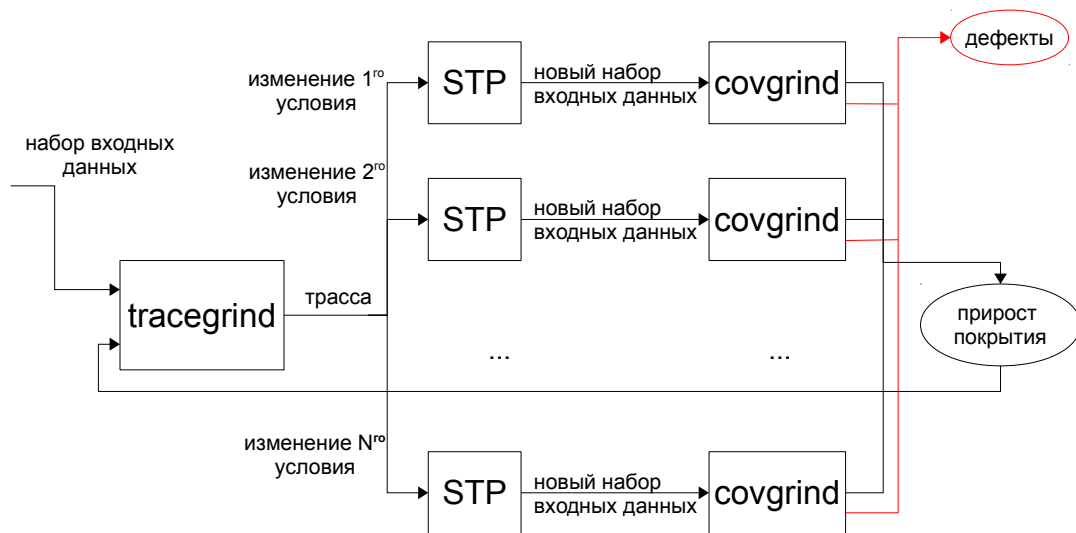 дефекты
изменение 1го
условия
STP
новый набор
входных данных
covgrind
набор входных
данных
изменение 2го
условия
STP
новый набор
входных данных
covgrind
tracegrind
трасса
...
...
прирост
покрытия
изменение Nго
условия
STP
новый набор
входных данных
covgrind